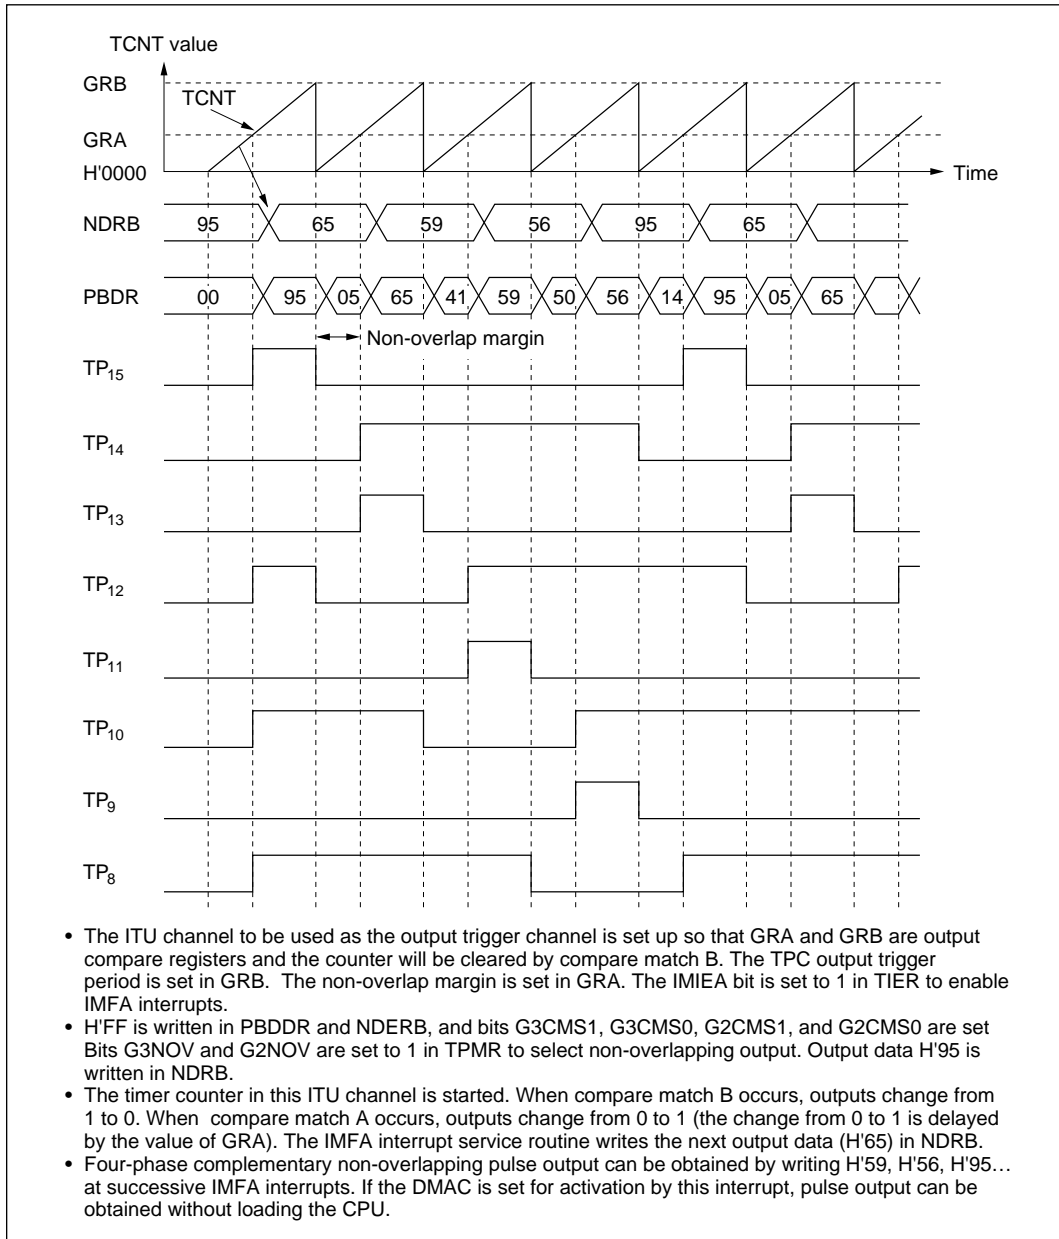 TCNT value
GRB
TCNT
GRA
H'0000
Time
NDRB 95 65 59 56 95 65
PBDR 00 95 05 65 41 59 50 56 14 95 05 65
Non-overlap margin
TP15
TP14
TP13
TP12
TP11
TP10
TP9
TP8
• The ITU channel to be used as the output trigger channel is set up so that GRA and GRB are output
compare registers and the counter will be cleared by compare match B. The TPC output trigger
period is set in GRB. The non-overlap margin is set in GRA. The IMIEA bit is set to 1 in TIER to enable
IMFA interrupts.
• H'FF is written in PBDDR and NDERB, and bits G3CMS1, G3CMS0, G2CMS1, and G2CMS0 are set
Bits G3NOV and G2NOV are set to 1 in TPMR to select non-overlapping output. Output data H'95 is
written in NDRB.
• The timer counter in this ITU channel is started. When compare match B occurs, outputs change from
1 to 0. When compare match A occurs, outputs change from 0 to 1 (the change from 0 to 1 is delayed
by the value of GRA). The IMFA interrupt service routine writes the next output data (H'65) in NDRB.
• Four-phase complementary non-overlapping pulse output can be obtained by writing H'59, H'56, H'95…
at successive IMFA interrupts. If the DMAC is set for activation by this interrupt, pulse output can be
obtained without loading the CPU.